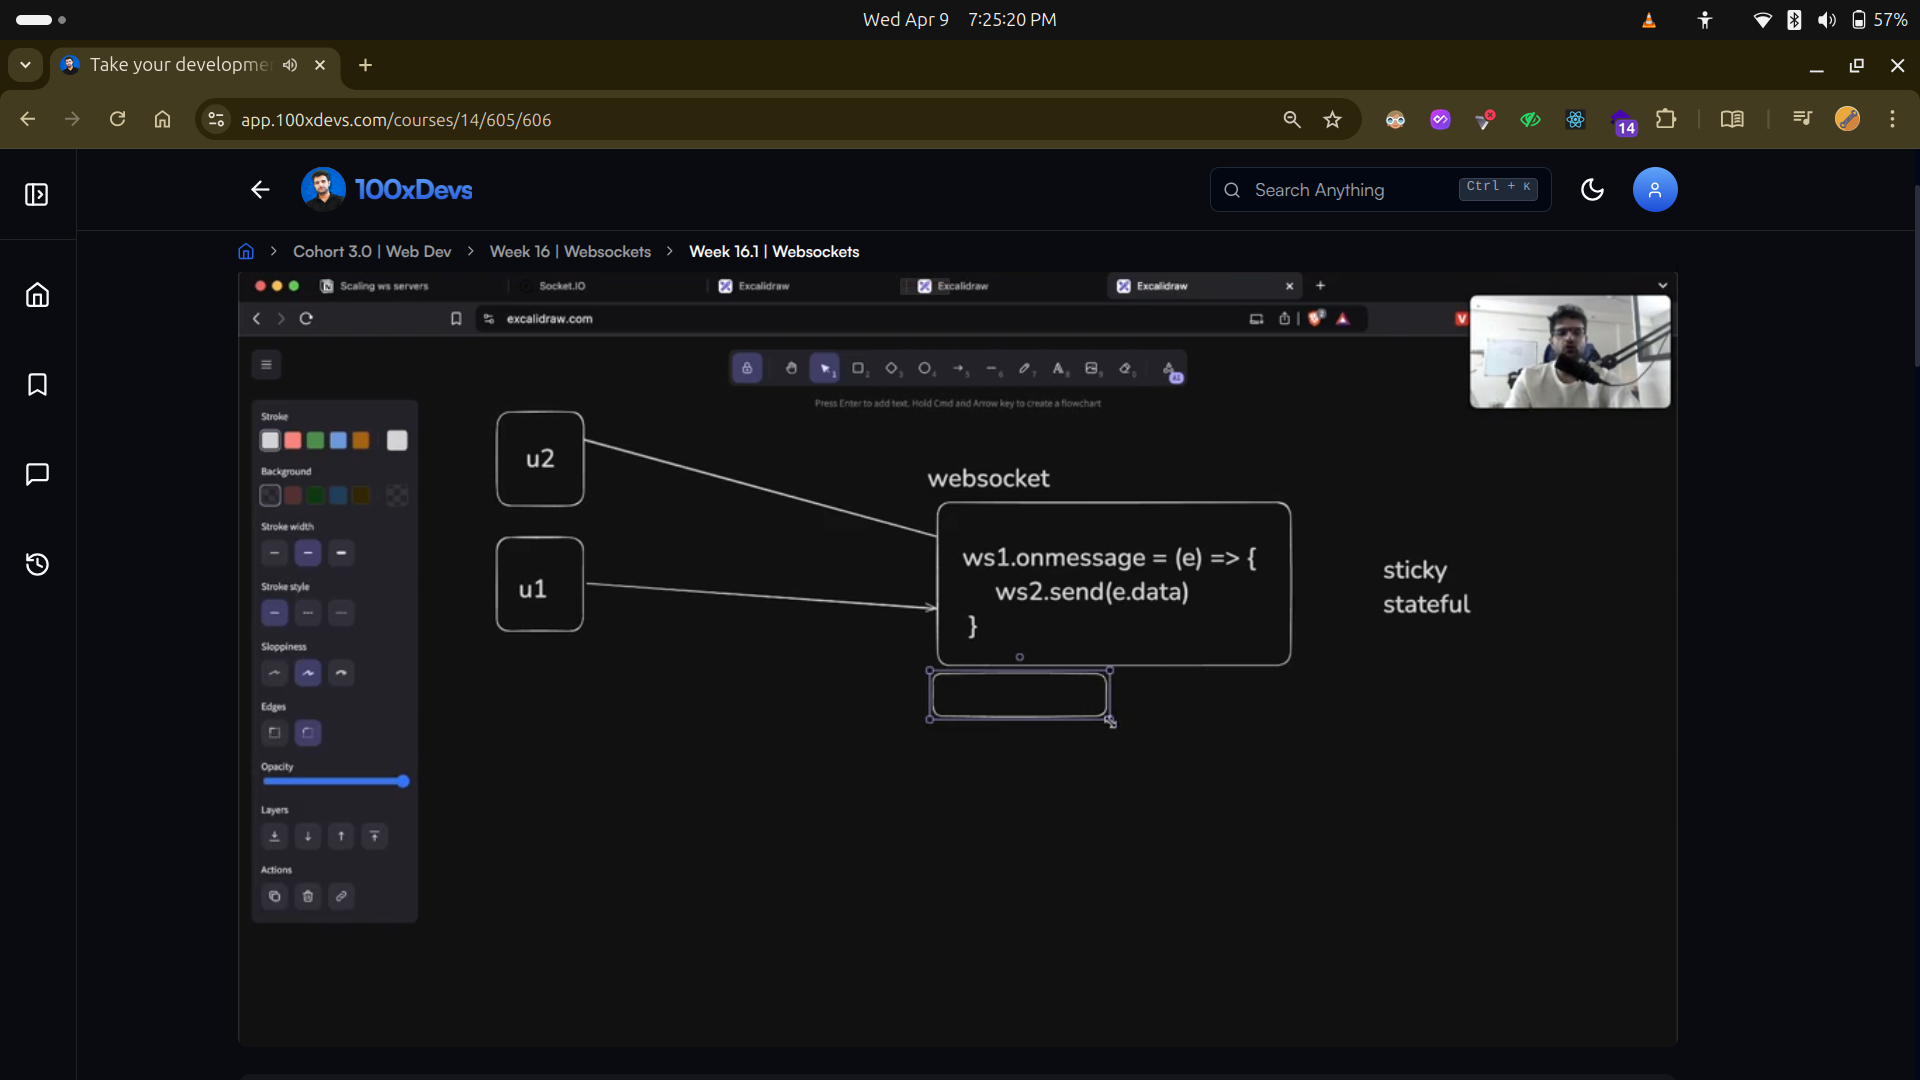 Wed Apr 9 7:25:20 PM
57%
Take your developme
app.100xdevs.com/courses/14/605/606
14
100xDevs
Search Anything
Ctrl + K
Cohort 3.0 | Web Dev
Week 16 | Websockets
Week 16.1 | Websockets
Scaling ws servers
Socket.IO
Excalidraw
Excalidraw
Excalidraw
excalidraw.com
Press Enter to add text, Hold Cmd and Arrow key to create a flowchart
Stroke
Background
Stroke width
Stroke style
Sloppiness
Edges
Opacity
Layers
Actions
u2
u1
websocket
ws1.onmessage = (e) => {
ws2.send(e.data)
}
sticky
stateful